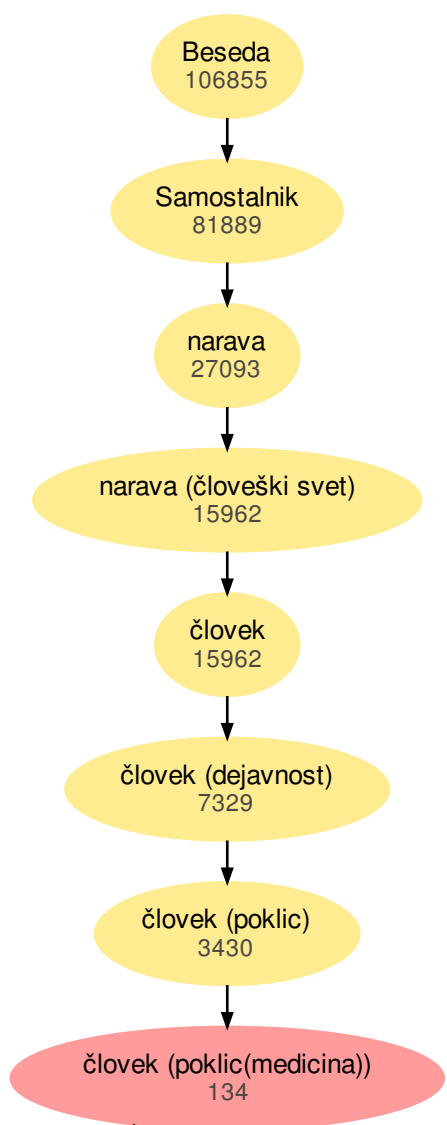 Beseda
106855
Samostalnik
81889
narava
27093
narava (človeški svet)
15962
človek
15962
človek (dejavnost)
7329
človek (poklic)
3430
človek (poklic(medicina))
134